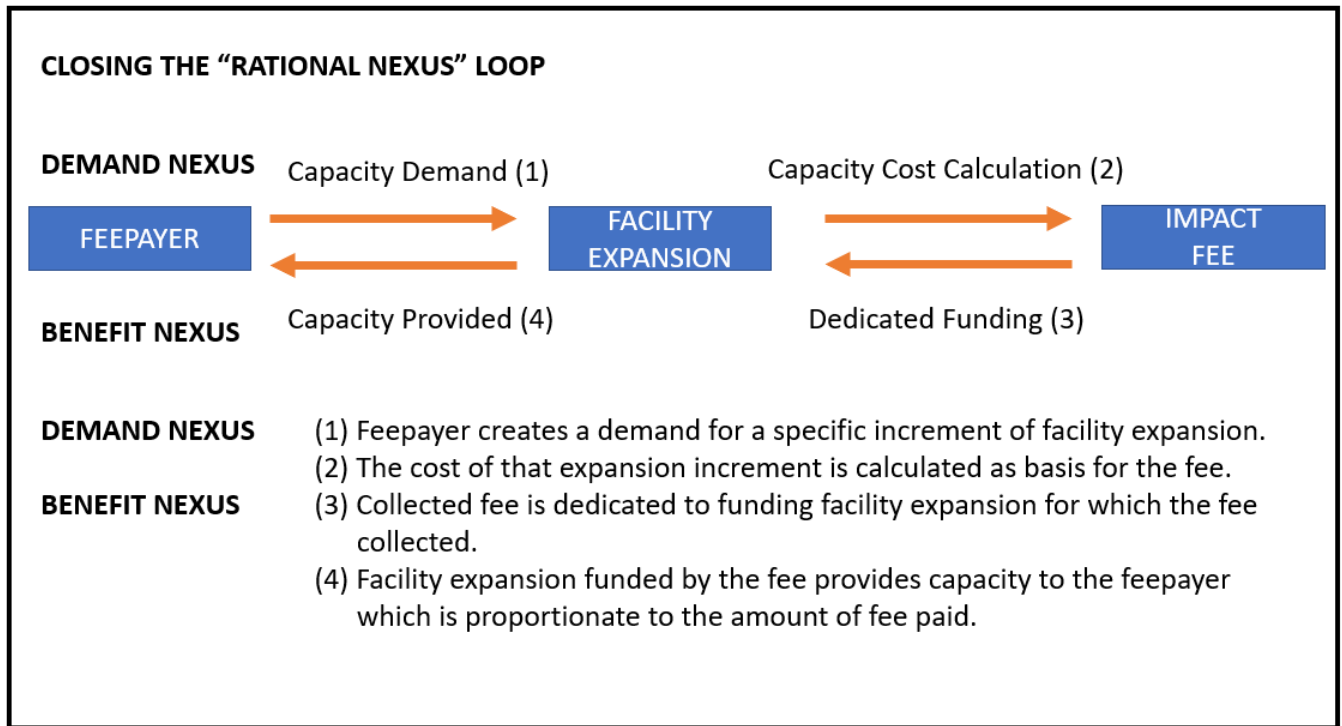 CLOSING THE “RATIONAL NEXUS” LOOP
DEMAND NEXUS
Capacity Demand (1)
Capacity Cost Calculation (2)
FEEPAYER
FACILITY
EXPANSION
IMPACT
FEE
BENEFIT NEXUS
Capacity Provided (4)
Dedicated Funding (3)
DEMAND NEXUS (1) Feepayer creates a demand for a specific increment of facility expansion.
(2) The cost of that expansion increment is calculated as basis for the fee.
BENEFIT NEXUS (3) Collected fee is dedicated to funding facility expansion for which the fee
collected.
(4) Facility expansion funded by the fee provides capacity to the feepayer
which is proportionate to the amount of fee paid.